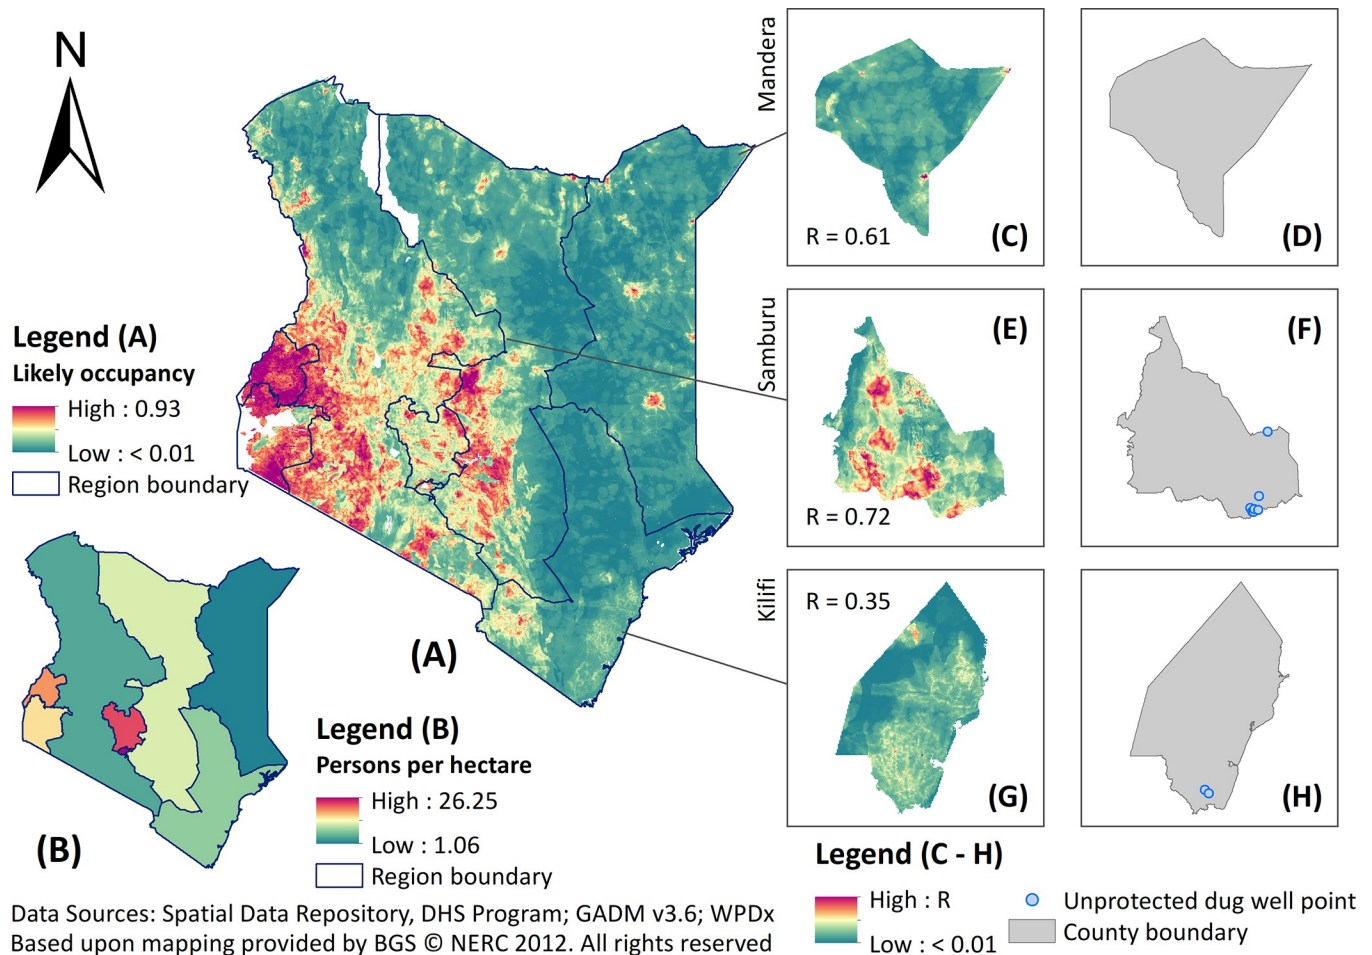 N
Mandera
R = 0.61
(C)
(D)
Samburu
(E)
R = 0.72
(F)
Kilifi
R = 0.35
(G)
(H)
Legend (A)
Likely occupancy
High : 0.93
Low : < 0.01
Region boundary
(A)
(B)
Legend (B)
Persons per hectare
High : 26.25
Low : 1.06
Region boundary
Legend (C - H)
High : R
Low : < 0.01
Unprotected dug well point
County boundary
Data Sources: Spatial Data Repository, DHS Program; GADM v3.6; WPDx
Based upon mapping provided by BGS © NERC 2012. All rights reserved